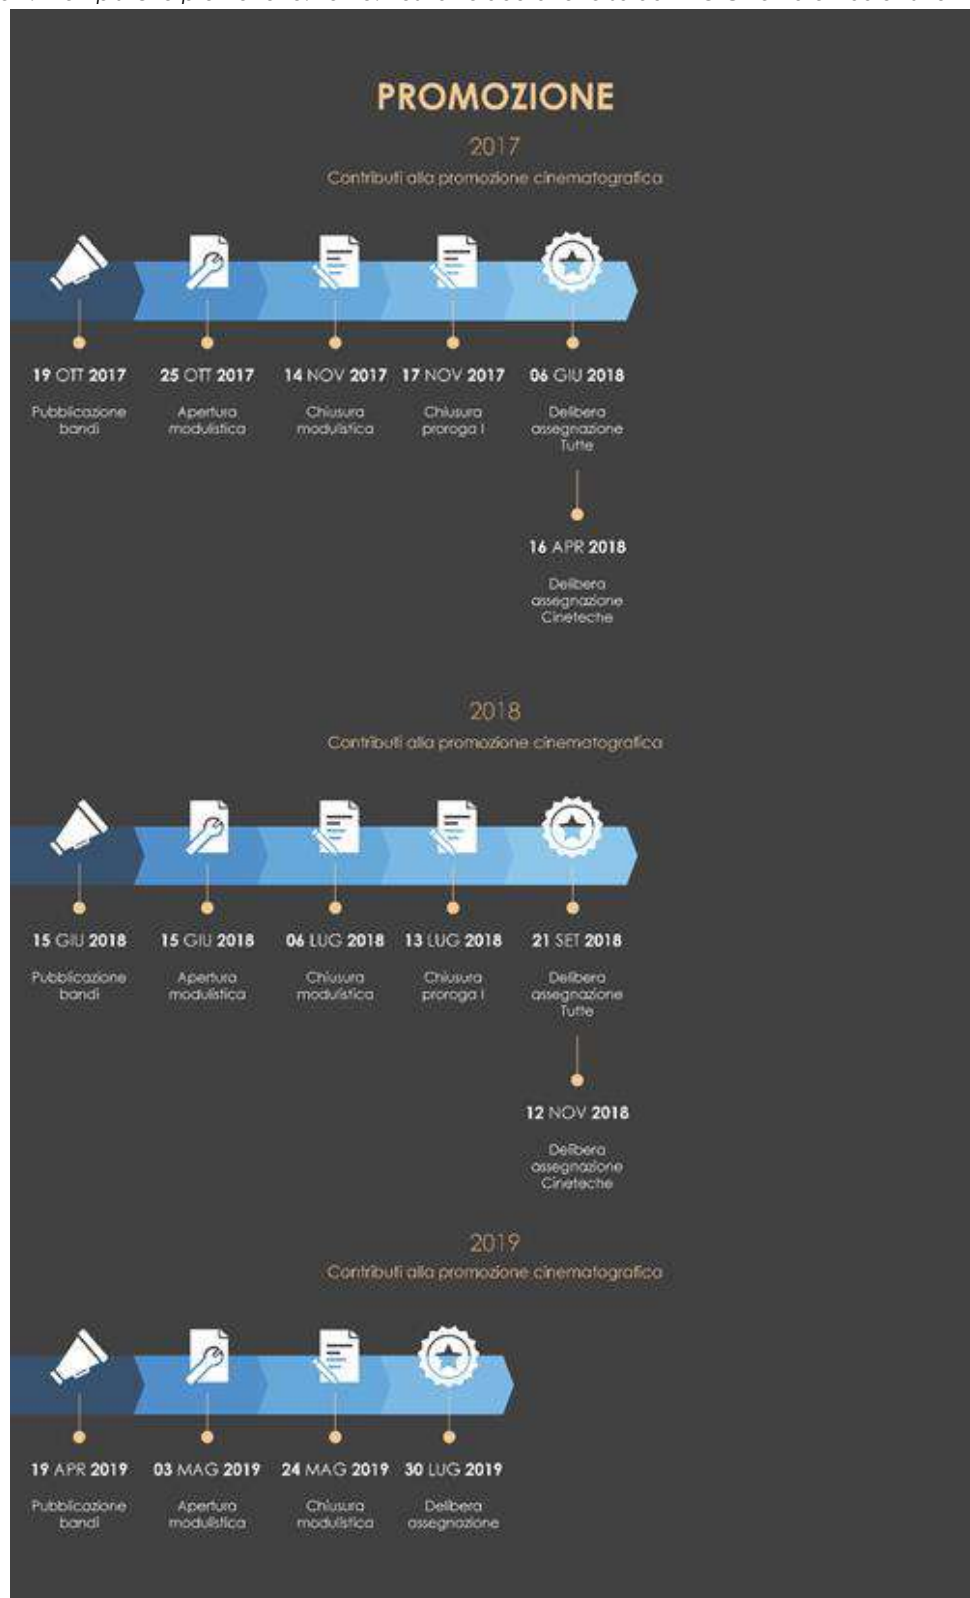 PROMOZIONE
2017
Contributi alla promozione cinematografica
19 OTT 2017 25 OTT 2017 14 NOV 2017 17 NOV 2017 06 GIU 2018
Pubblicazione Apertura Chiusura Chiusura Delibera
bandi modulistica modulistica proroga I assegnazione
Tutte
16 APR 2018
Delibera
assegnazione
Cineteche
2018
Contributi alla promozione cinematografica
15 GIU 2018 15 GIU 2018 06 LUG 2018 13 LUG 2018 21 SET 2018
Pubblicazione Apertura Chiusura Chiusura Delibera
bandi modulistica modulistica proroga I assegnazione
Tutte
12 NOV 2018
Delibera
assegnazione
Cineteche
2019
Contributi alla promozione cinematografica
19 APR 2019 03 MAG 2019 24 MAG 2019 30 LUG 2019
Pubblicazione Apertura Chiusura Delibera
bandi modulistica modulistica assegnazione